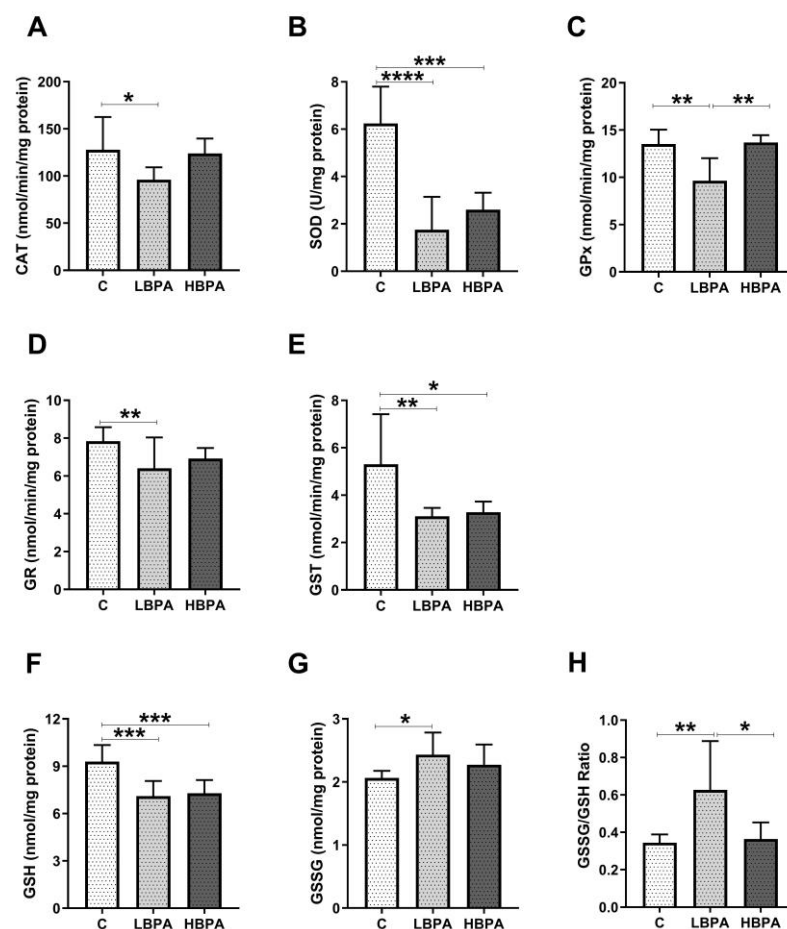 A
B
C
CAT (nmol/min/mg protein)
200
150
100
50
0
*
C LBPA HBPA
SOD (U/mg protein)
8
6
4
2
0
***
****
C LBPA HBPA
GPx (nmol/min/mg protein)
20
15
10
5
0
** **
C LBPA HBPA
D
E
GR (nmol/min/mg protein)
10
8
6
4
2
0
**
C LBPA HBPA
GST (nmol/min/mg protein)
8
6
4
2
0
*
**
C LBPA HBPA
F
G
H
GSH (nmol/mg protein)
12
9
6
3
0
***
***
C LBPA HBPA
GSSG (nmol/mg protein)
3
2
1
0
*
C LBPA HBPA
GSSG/GSH Ratio
1.0
0.8
0.6
0.4
0.2
0.0
** *
C LBPA HBPA